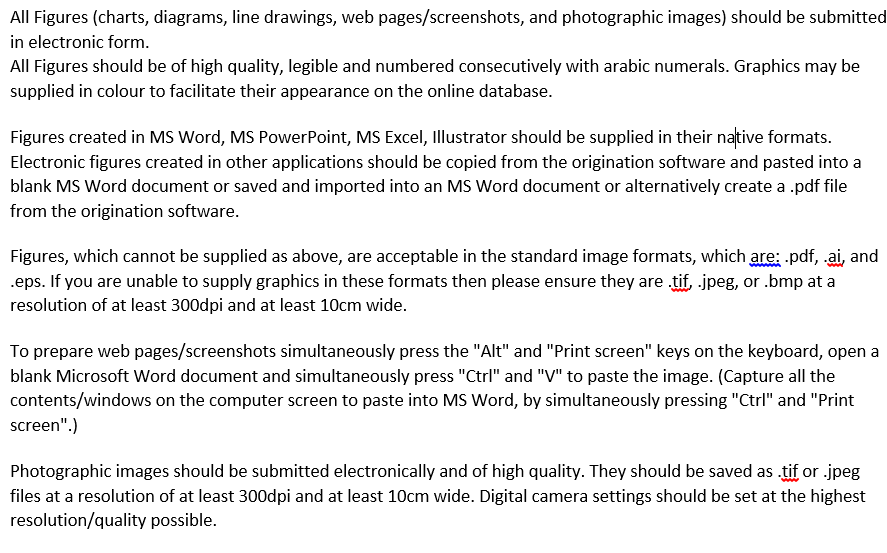 All Figures (charts, diagrams, line drawings, web pages/screenshots, and photographic images) should be submitted
in electronic form.
All Figures should be of high quality, legible and numbered consecutively with arabic numerals. Graphics may be
supplied in colour to facilitate their appearance on the online database.
Figures created in MS Word, MS PowerPoint, MS Excel, Illustrator should be supplied in their native formats.
Electronic figures created in other applications should be copied from the origination software and pasted into a
blank MS Word document or saved and imported into an MS Word document or alternatively create a .pdf file
from the origination software.
Figures, which cannot be supplied as above, are acceptable in the standard image formats, which are: .pdf, .ai, and
.eps. If you are unable to supply graphics in these formats then please ensure they are .tif, .jpeg, or .bmp at a
resolution of at least 300dpi and at least 10cm wide.
To prepare web pages/screenshots simultaneously press the "Alt" and "Print screen" keys on the keyboard, open a
blank Microsoft Word document and simultaneously press "Ctrl" and "V" to paste the image. (Capture all the
contents/windows on the computer screen to paste into MS Word, by simultaneously pressing "Ctrl" and "Print
screen".)
Photographic images should be submitted electronically and of high quality. They should be saved as .tif or .jpeg
files at a resolution of at least 300dpi and at least 10cm wide. Digital camera settings should be set at the highest
resolution/quality possible.